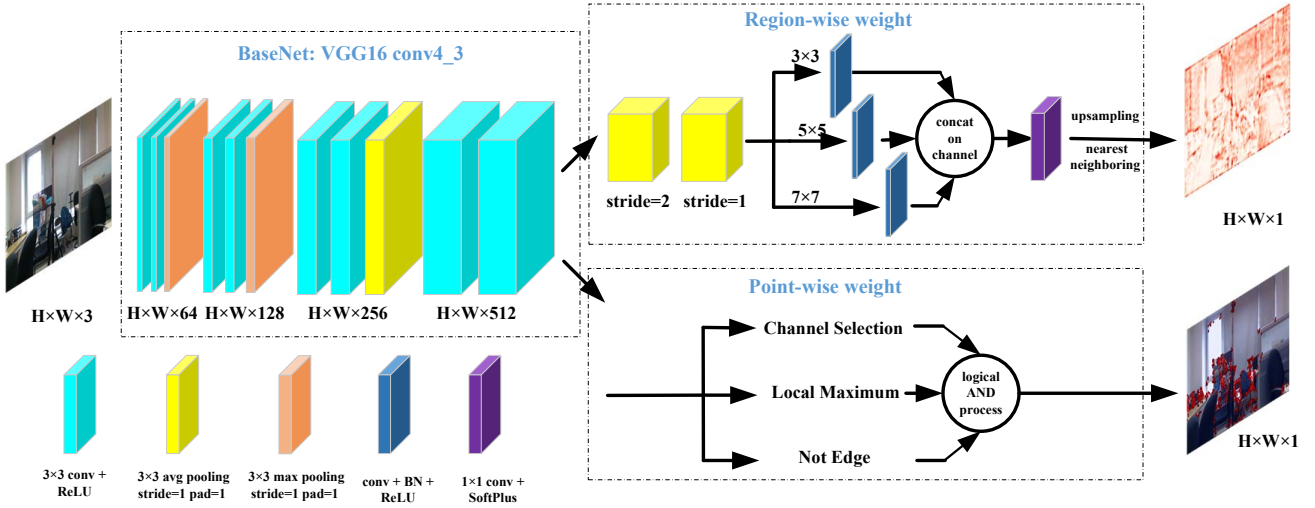 BaseNet: VGG16 conv4_3
H×W×3
H×W×64
H×W×128
H×W×256
H×W×512
Region-wise weight
stride=2
stride=1
3×3
5×5
7×7
concat
on
channel
upsampling
nearest
neighboring
H×W×1
Point-wise weight
Channel Selection
Local Maximum
Not Edge
logical
AND
process
H×W×1
3×3 conv +
ReLU
3×3 avg pooling
stride=1 pad=1
3×3 max pooling
stride=1 pad=1
conv + BN +
ReLU
1×1 conv +
SoftPlus